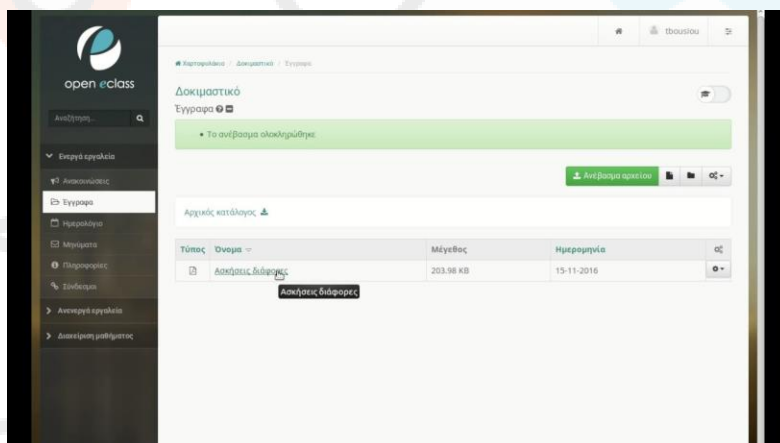 tbousiou
open eclass
Χαρτοφυλάκιο / Δοκιμαστικό / Έγγραφα
Δοκιμαστικό
Έγγραφα
Αναζήτηση...
Το ανέβασμα ολοκληρώθηκε
Ενεργά εργαλεία
Ανακοινώσεις
Έγγραφα
Ημερολόγιο
Μηνύματα
Πληροφορίες
Σύνδεσμοι
Ανενεργά εργαλεία
Διαχείριση μαθήματος
Ανέβασμα αρχείου
Αρχικός κατάλογος
Τύπος Όνομα Μέγεθος Ημερομηνία
Ασκήσεις διάφορες 203.98 KB 15-11-2016
Ασκήσεις διάφορες